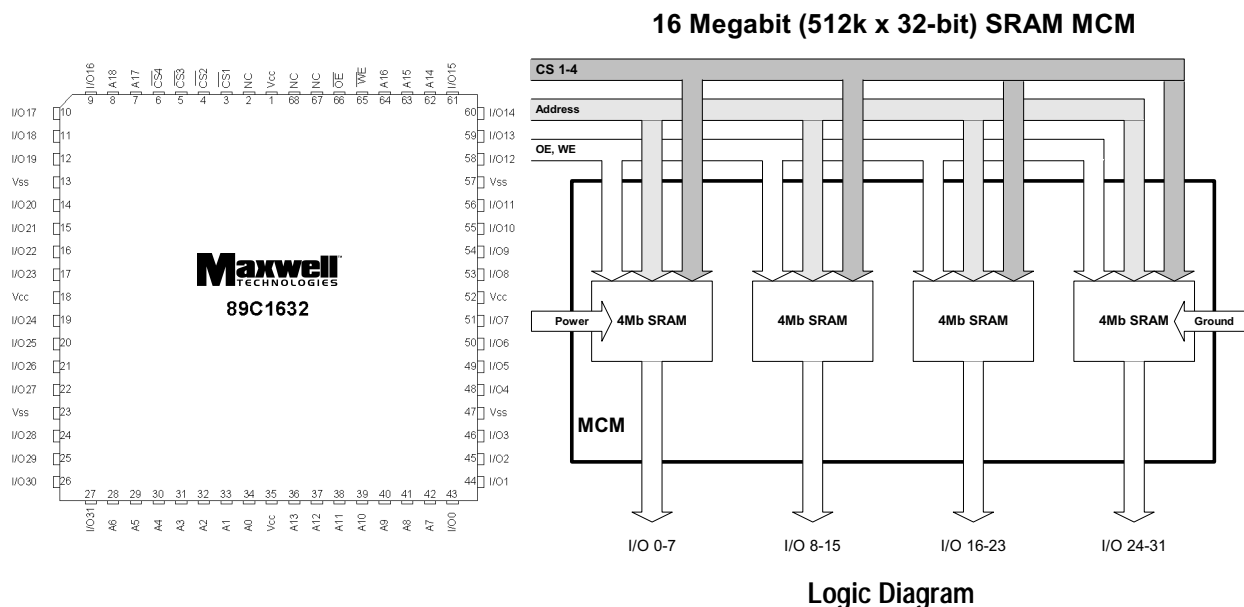 16 Megabit (512k x 32-bit) SRAM MCM
I/O16 A18 A17 CS4 CS3 CS2 CS1 NC Vcc NC NC OE WE A16 A15 A14 I/O15
9 8 7 6 5 4 3 2 1 68 67 66 65 64 63 62 61
I/O17 10 60 I/O14
I/O18 11 59 I/O13
I/O19 12 58 I/O12
Vss 13 57 Vss
I/O20 14 56 I/O11
I/O21 15 55 I/O10
I/O22 16 54 I/O9
I/O23 17 53 I/O8
Vcc 18 52 Vcc
I/O24 19 51 I/O7
I/O25 20 50 I/O6
I/O26 21 49 I/O5
I/O27 22 48 I/O4
Vss 23 47 Vss
I/O28 24 46 I/O3
I/O29 25 45 I/O2
I/O30 26 44 I/O1
27 28 29 30 31 32 33 34 35 36 37 38 39 40 41 42 43
I/O31 A6 A5 A4 A3 A2 A1 A0 Vcc A13 A12 A11 A10 A9 A8 A7 I/O0
Maxwell™
TECHNOLOGIES
89C1632
CS 1-4
Address
OE, WE
Power 4Mb SRAM 4Mb SRAM 4Mb SRAM 4Mb SRAM Ground
MCM
I/O 0-7 I/O 8-15 I/O 16-23 I/O 24-31
Logic Diagram